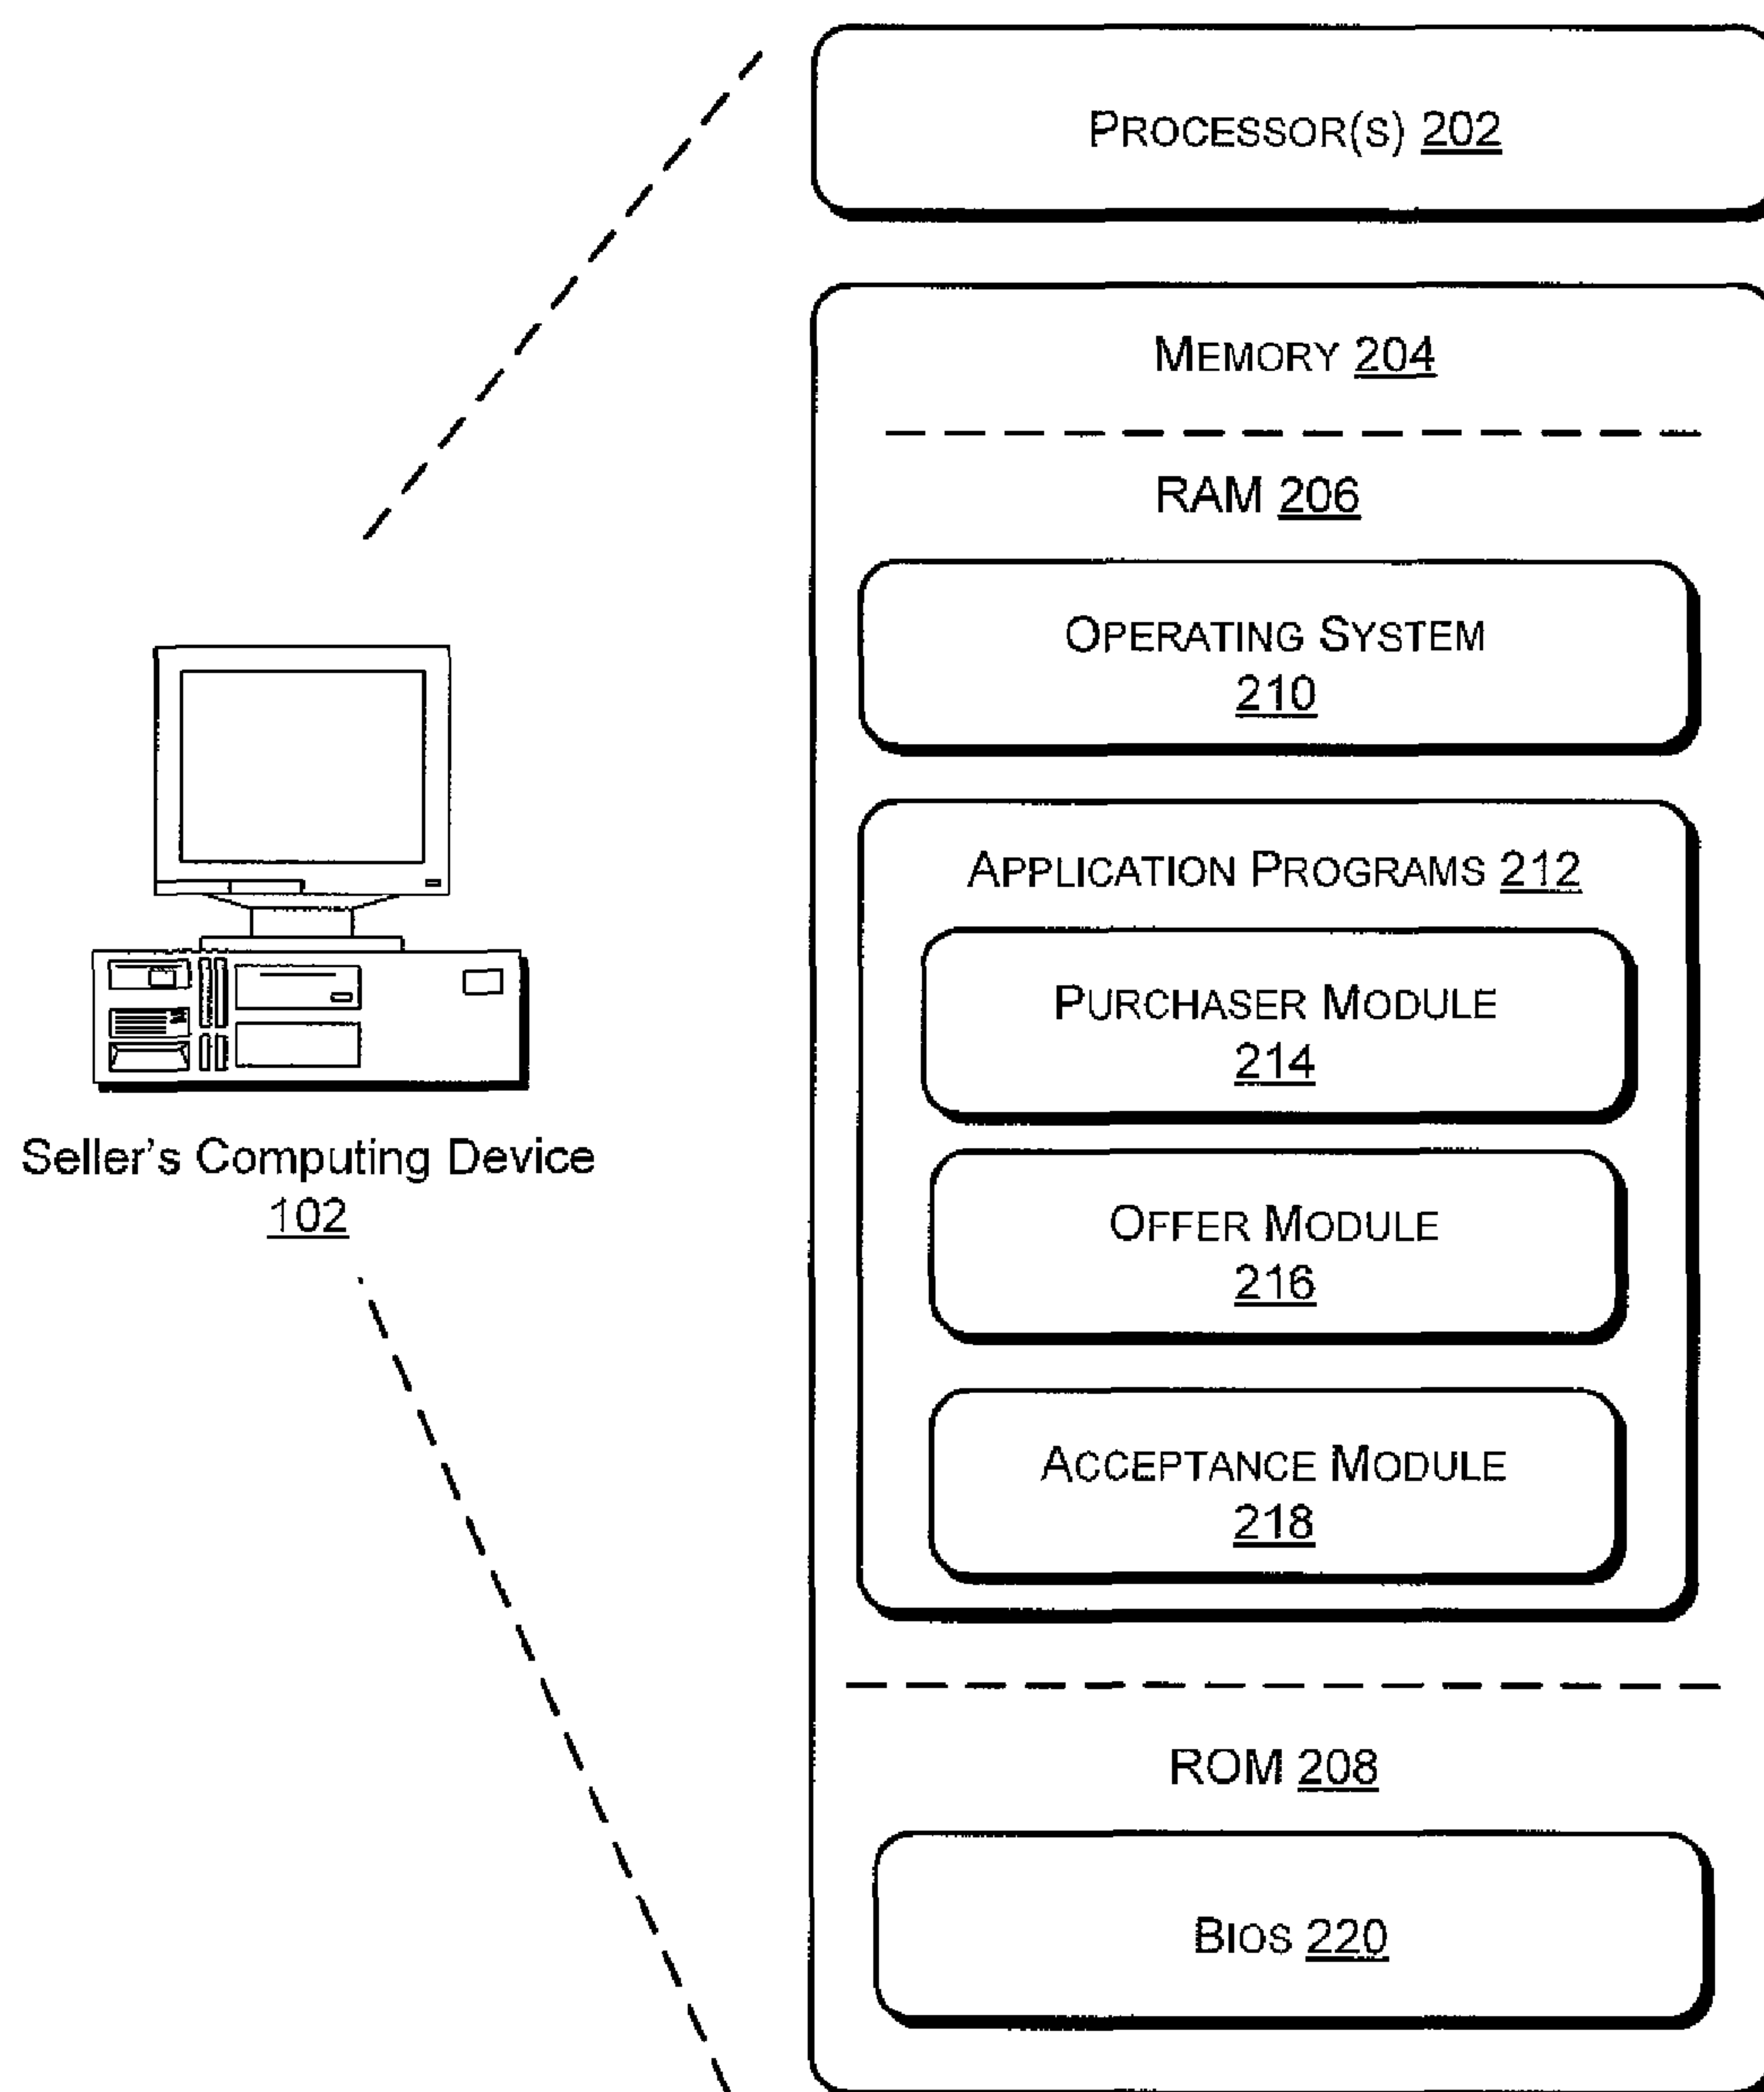 PROCESSOR(S) 202
MEMORY 204
RAM 206
OPERATING SYSTEM
210
APPLICATION PROGRAMS 212
PURCHASER MODULE
214
OFFER MODULE
216
ACCEPTANCE MODULE
218
ROM 208
BIOS 220
Seller's Computing Device
102